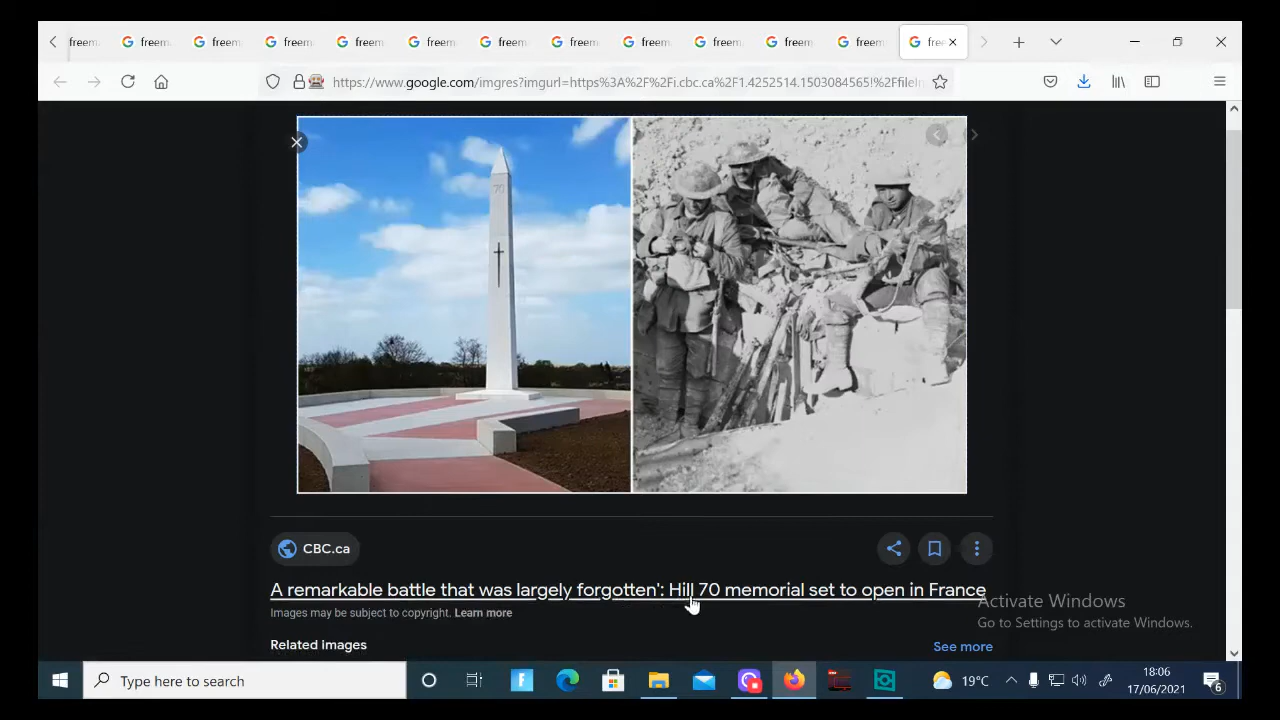 freem
freem
freem
freem
freem
freem
freem
freem
freem
freem
freem
freem
free
https://www.google.com/imgres?imgurl=https%3A%2F%2Fi.cbc.ca%2F1.4252514.1503084565!%2FfileIn
70
CBC.ca
A remarkable battle that was largely forgotten': Hill 70 memorial set to open in France
Images may be subject to copyright. Learn more
Related Images
See more
Activate Windows
Go to Settings to activate Windows.
Type here to search
19°C
18:06
17/06/2021
6